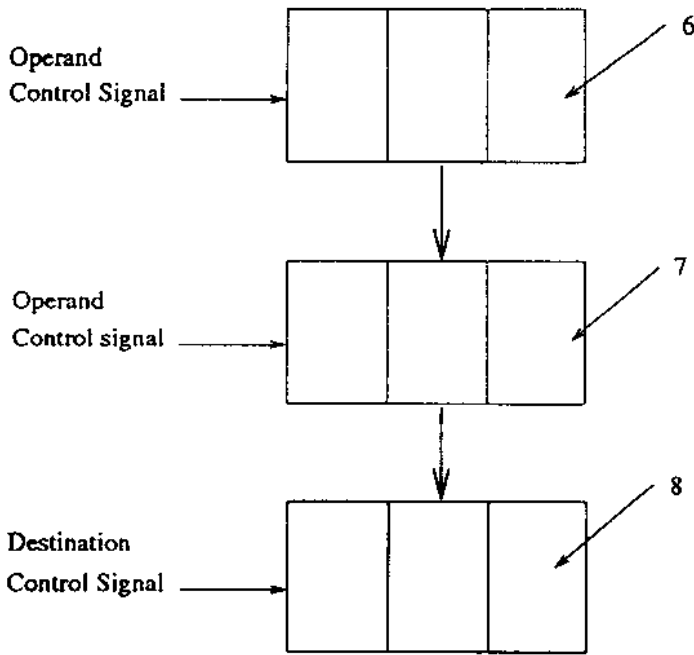 6
Operand
Control Signal
7
Operand
Control signal
8
Destination
Control Signal